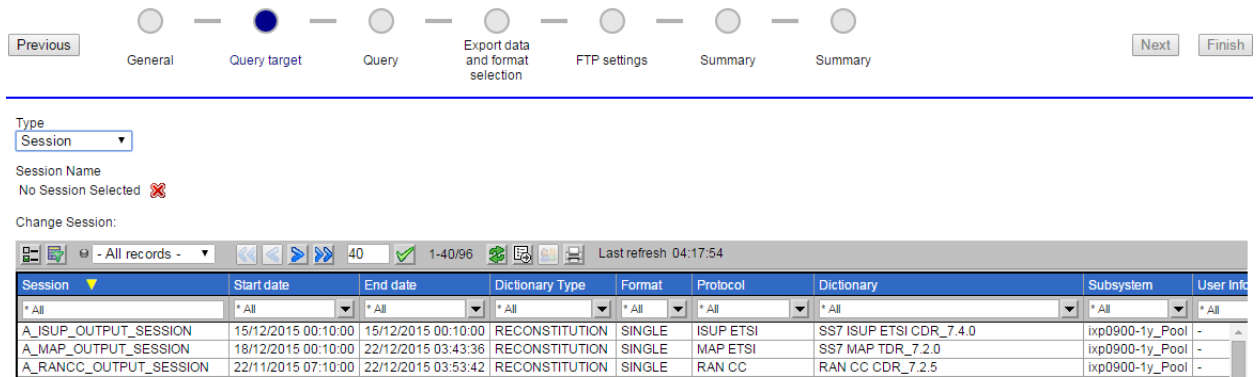 Previous
General
Query target
Query
Export data
and format
selection
FTP settings
Summary
Summary
Next
Finish
Type
Session
Session Name
No Session Selected
Change Session:
- All records -
40
1-40/96
Last refresh 04:17:54
Session Start date End date Dictionary Type Format Protocol Dictionary Subsystem User Info
* All * All * All * All * All * All * All * All * All
A_ISUP_OUTPUT_SESSION 15/12/2015 00:10:00 15/12/2015 00:10:00 RECONSTITUTION SINGLE ISUP ETSI SS7 ISUP ETSI CDR_7.4.0 ixp0900-1y_Pool -
A_MAP_OUTPUT_SESSION 18/12/2015 00:10:00 22/12/2015 03:43:36 RECONSTITUTION SINGLE MAP ETSI SS7 MAP TDR_7.2.0 ixp0900-1y_Pool -
A_RANCC_OUTPUT_SESSION 22/11/2015 07:10:00 22/12/2015 03:53:42 RECONSTITUTION SINGLE RAN CC RAN CC CDR_7.2.5 ixp0900-1y_Pool -